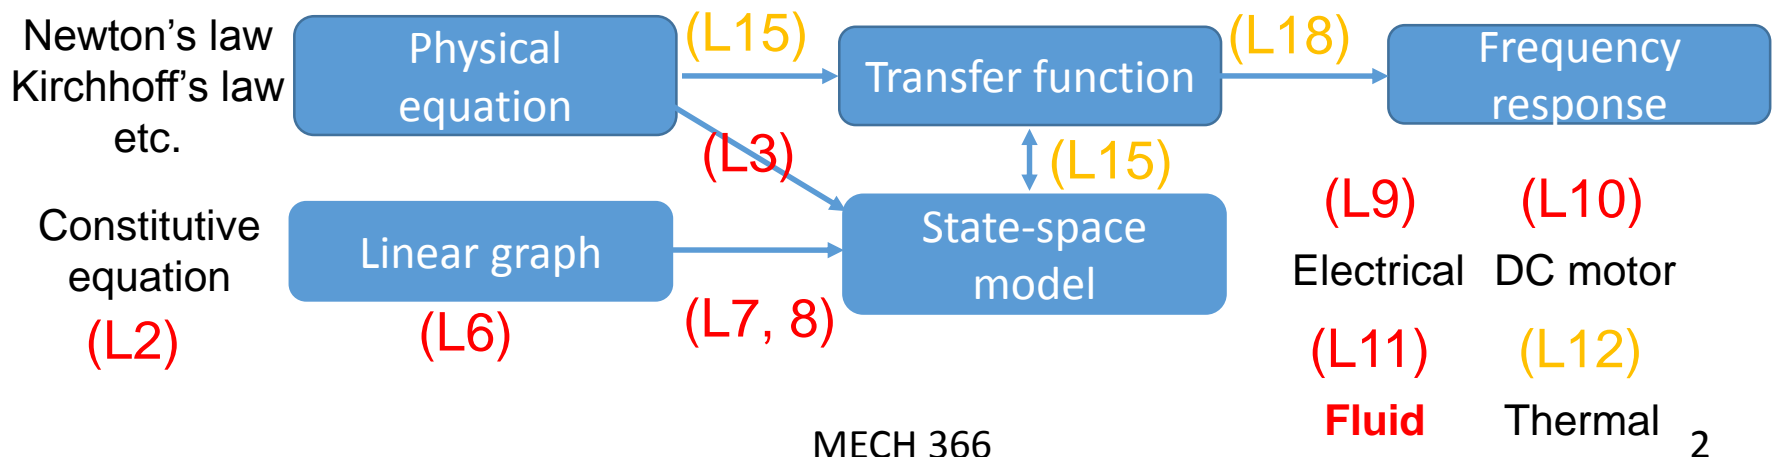 Newton’s law
Kirchhoff’s law
etc.
Physical
equation
(L15)
Transfer function
(L18)
Frequency
response
(L3)
(L15)
Constitutive
equation
(L2)
Linear graph
(L6)
(L7, 8)
State-space
model
(L9)
(L10)
Electrical
DC motor
(L11)
(L12)
Fluid
Thermal
MECH 366
2